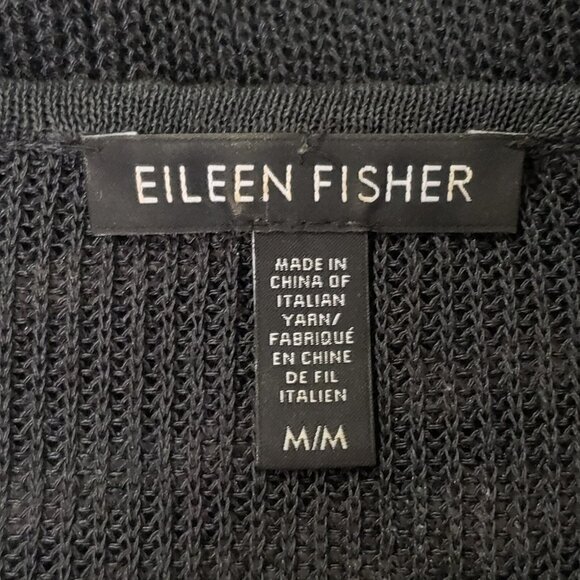 EILEEN FISHER
MADE IN
CHINA OF
ITALIAN
YARN/
FABRIQUÉ
EN CHINE
DE FIL
ITALIEN
M/M